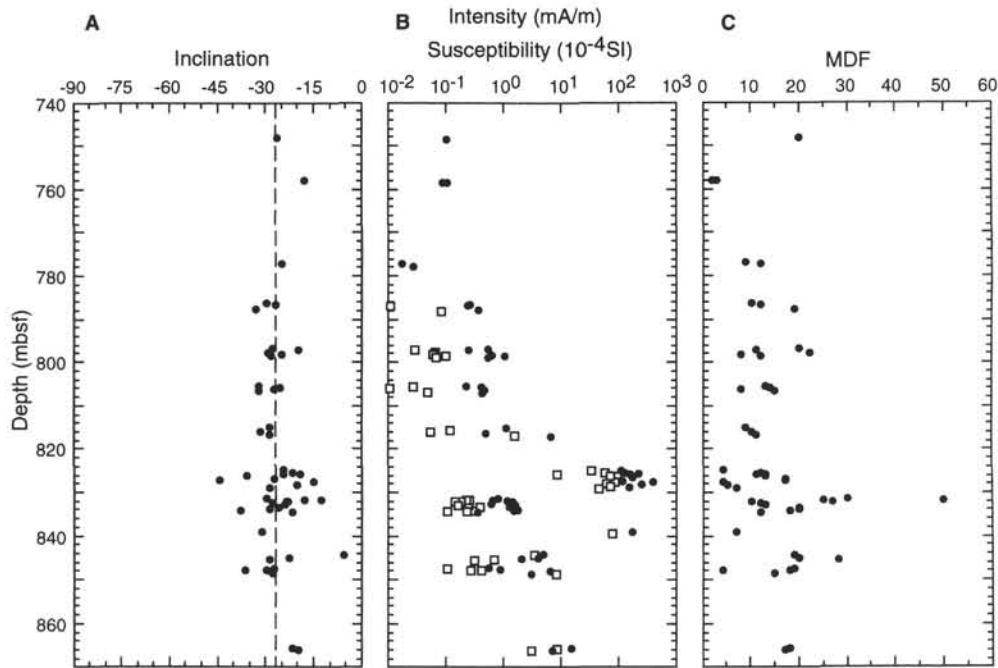 A
B
Intensity (mA/m)
C
Inclination
Susceptibility (10-4SI)
MDF
-90 -75 -60 -45 -30 -15 0
10-2 10-1 100 101 102 103
0 10 20 30 40 50 60
740
760
780
800
820
840
860
Depth (mbsf)